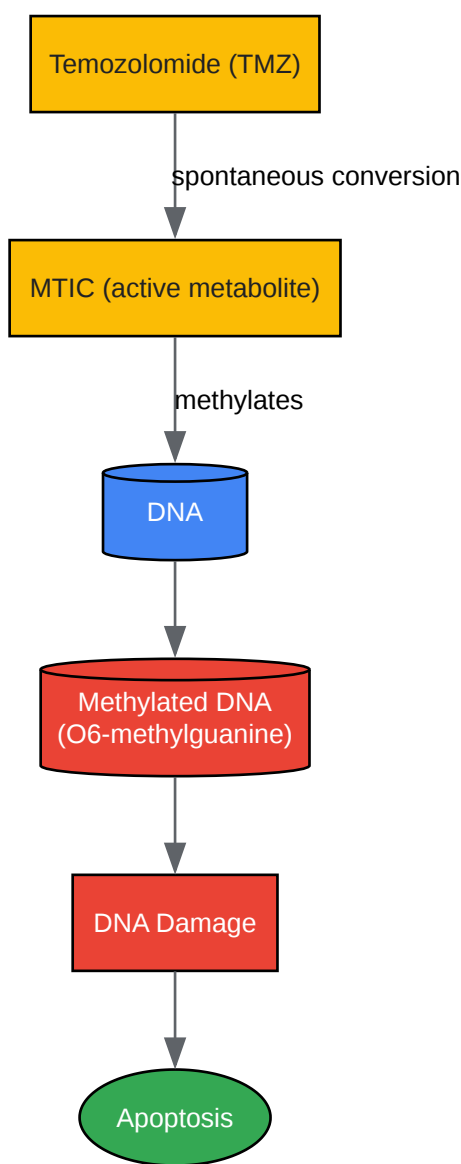 Temozolomide (TMZ)
spontaneous conversion
MTIC (active metabolite)
methylates
DNA
Methylated DNA
(O6-methylguanine)
DNA Damage
Apoptosis